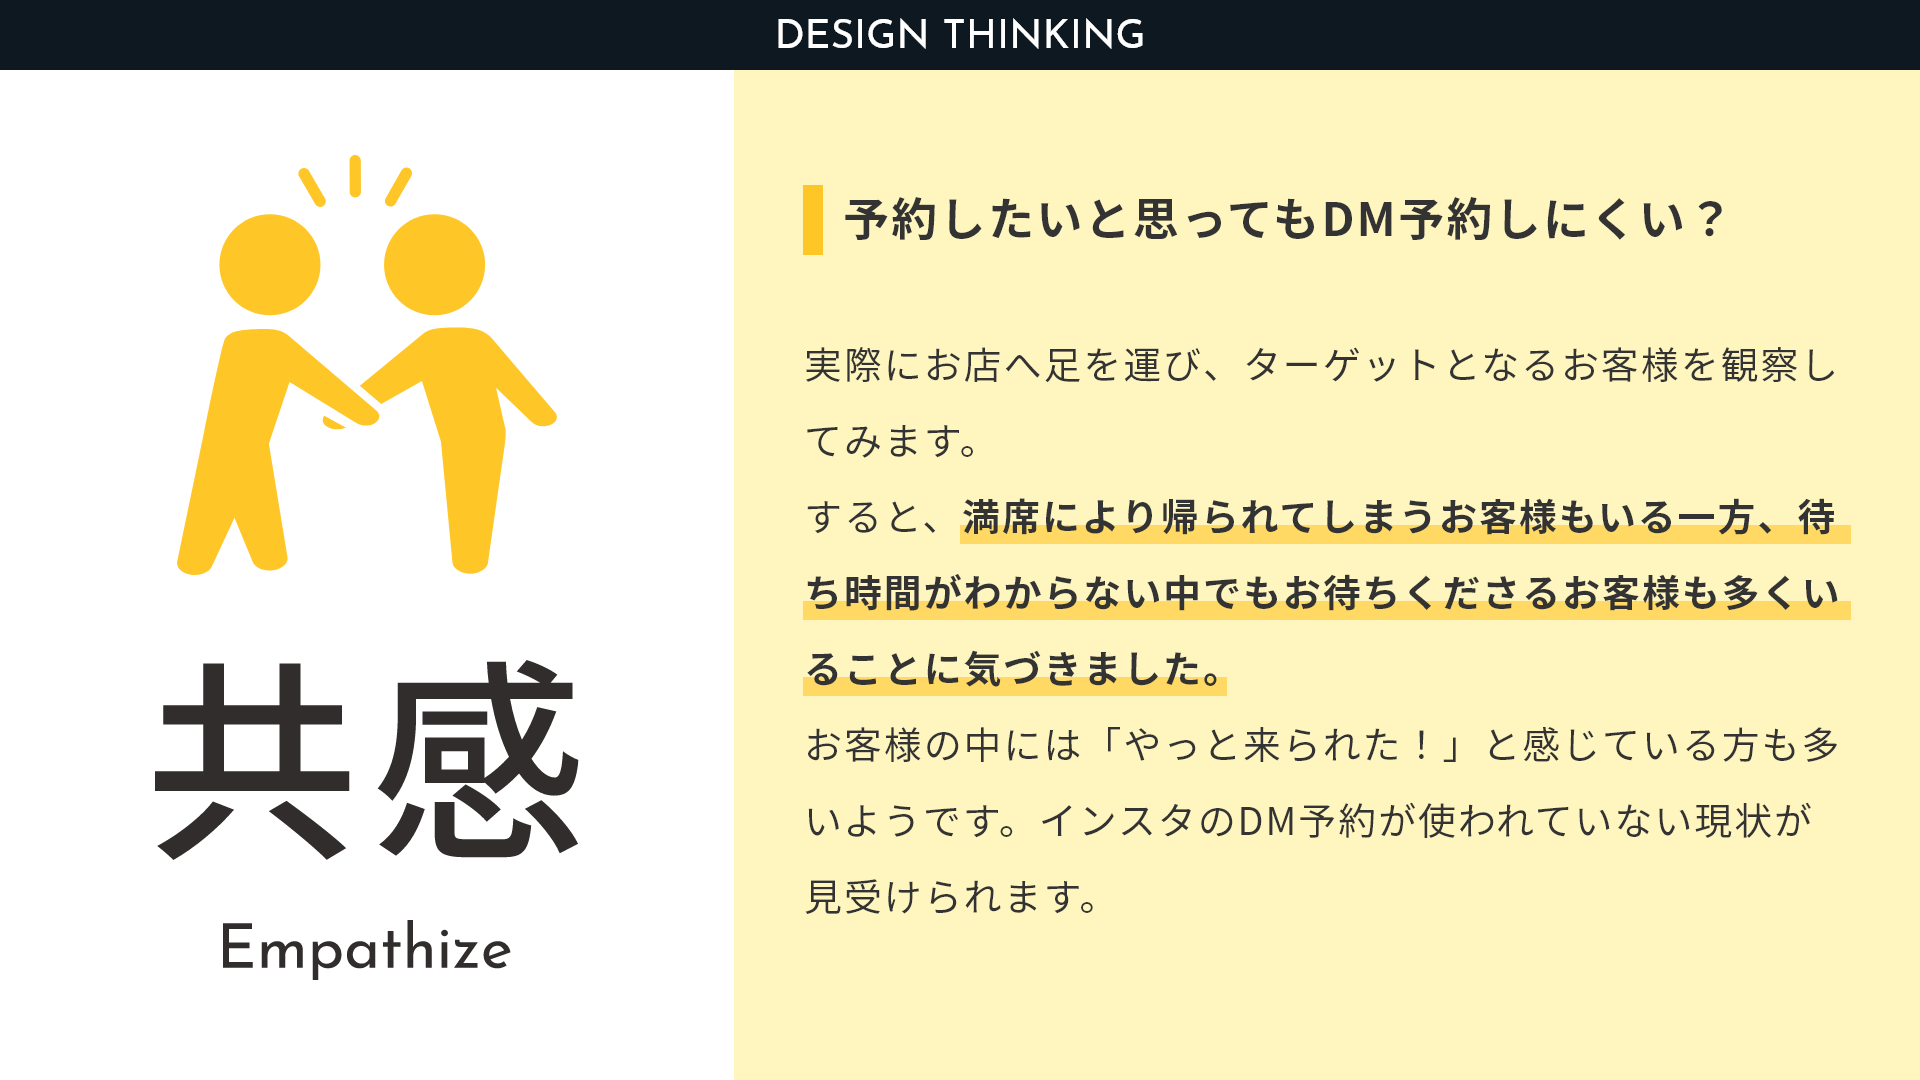 DESIGN THINKING
共感
Empathize
予約したいと思ってもDM予約しにくい？
実際にお店へ足を運び、ターゲットとなるお客様を観察し
てみます。
すると、満席により帰られてしまうお客様もいる一方、待
ち時間がわからない中でもお待ちくださるお客様も多くい
ることに気づきました。
お客様の中には「やっと来られた！」と感じている方も多
いようです。インスタのDM予約が使われていない現状が
見受けられます。